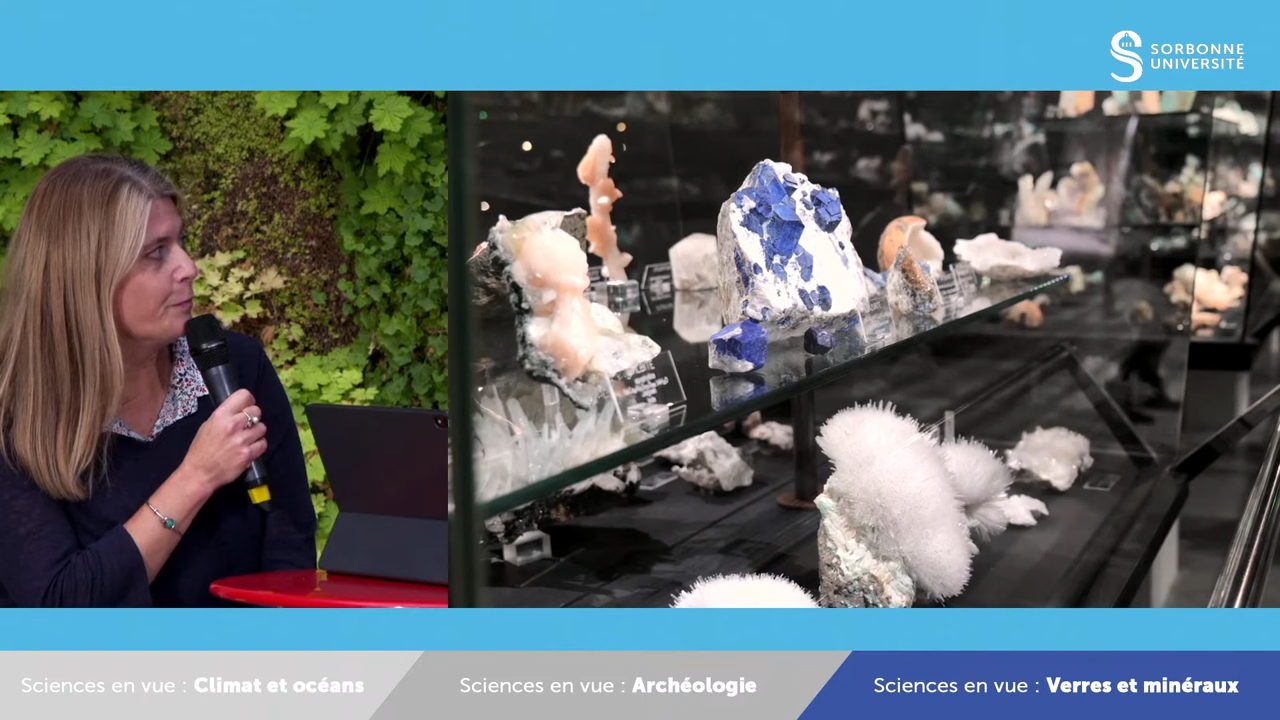 SORBONNE
UNIVERSITÉ
Sciences en vue : Climat et océans
Sciences en vue : Archéologie
Sciences en vue : Verres et minéraux